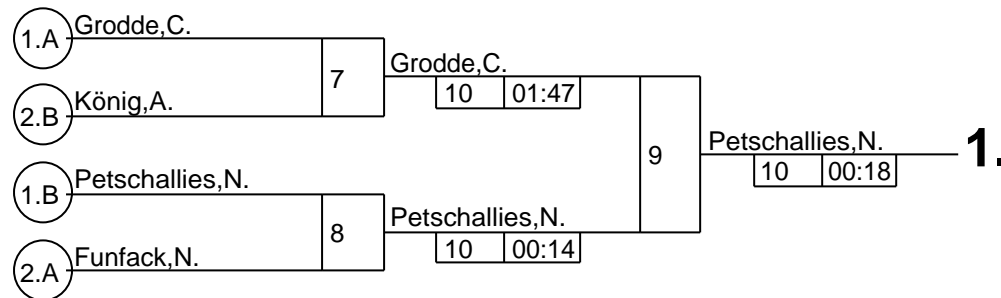 1.A Grodde,C.
7
Grodde,C.
10 01:47
2.B König,A.
9
Petschallies,N. 1.
10 00:18
1.B Petschallies,N.
8
Petschallies,N.
10 00:14
2.A Funfack,N.